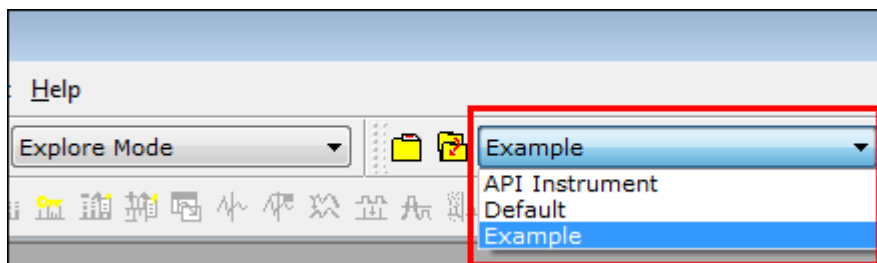 Help
Explore Mode
Example
API Instrument
Default
Example